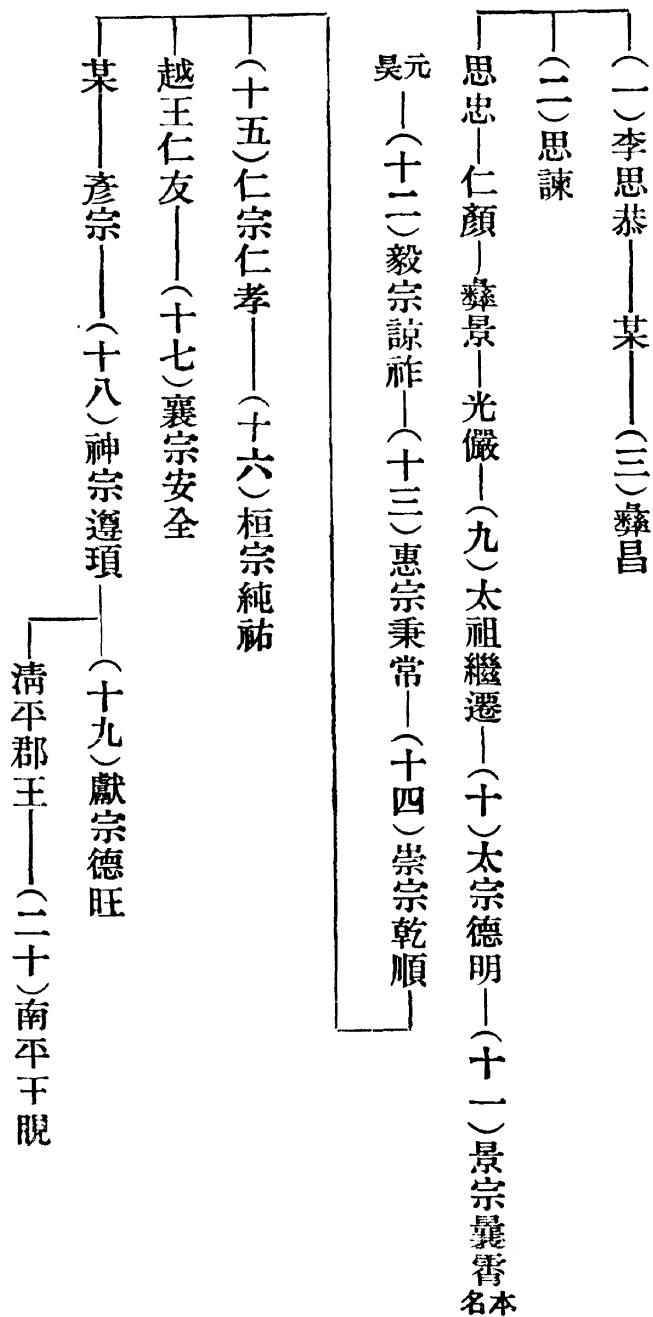 （一）李思恭——某——（三）彝昌
（二）思諫
思忠—仁顏—彝景—光儼—（九）太祖繼遷—（十）太宗德明—（十一）景宗曩霄本名
元昊—（十二）毅宗諒祚—（十三）惠宗秉常—（十四）崇宗乾順
（十五）仁宗仁孝——（十六）桓宗純祐
越王仁友——（十七）襄宗安全
某——彥宗——（十八）神宗遵頊—（十九）獻宗德旺
清平郡王——（二十）南平王睍